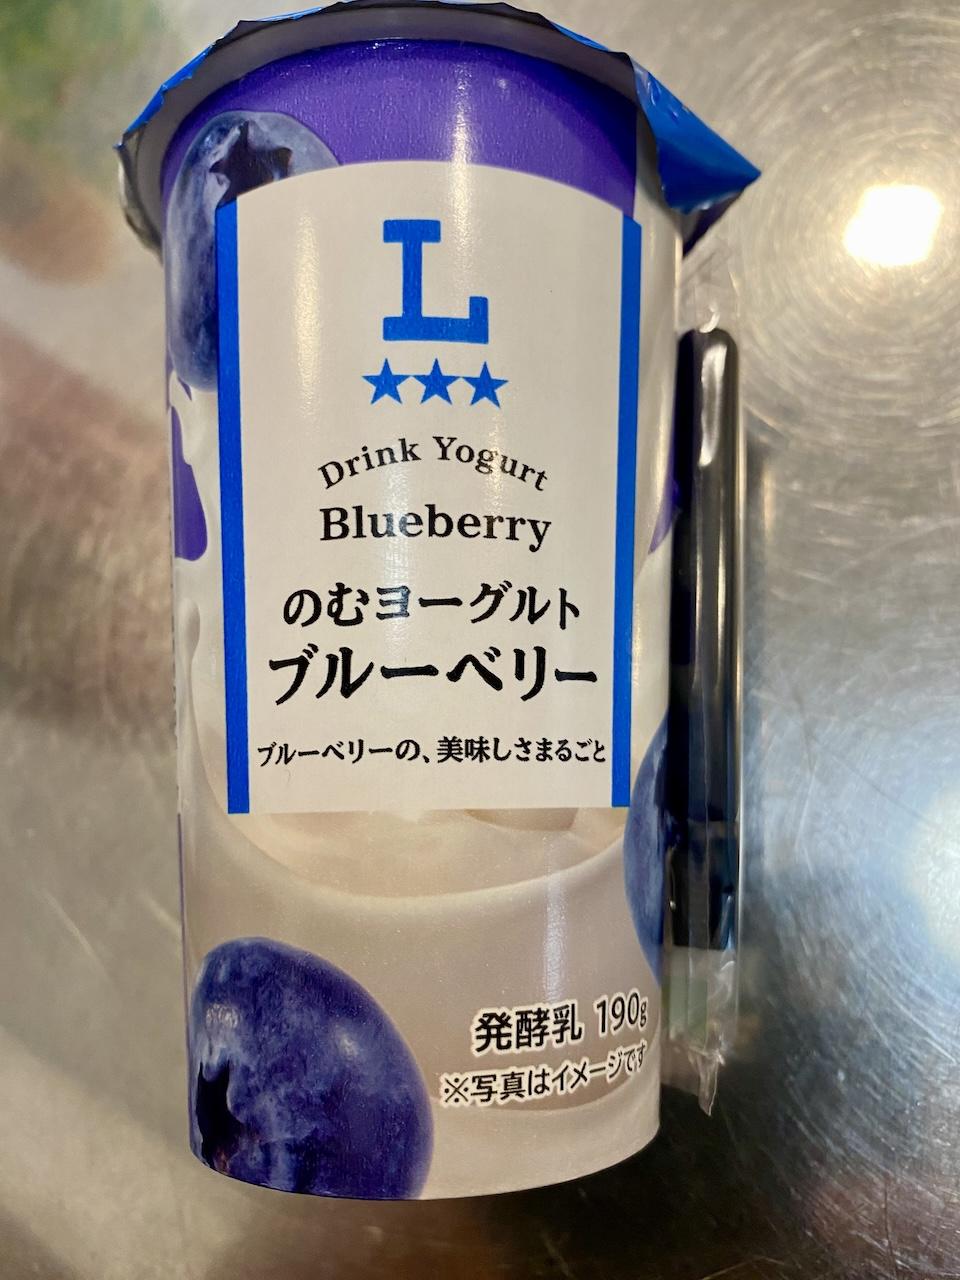 L
★★★
Drink Yogurt
Blueberry
のむヨーグルト
ブルーベリー
ブルーベリーの、美味しさまるごと
発酵乳 190g
※写真はイメージです